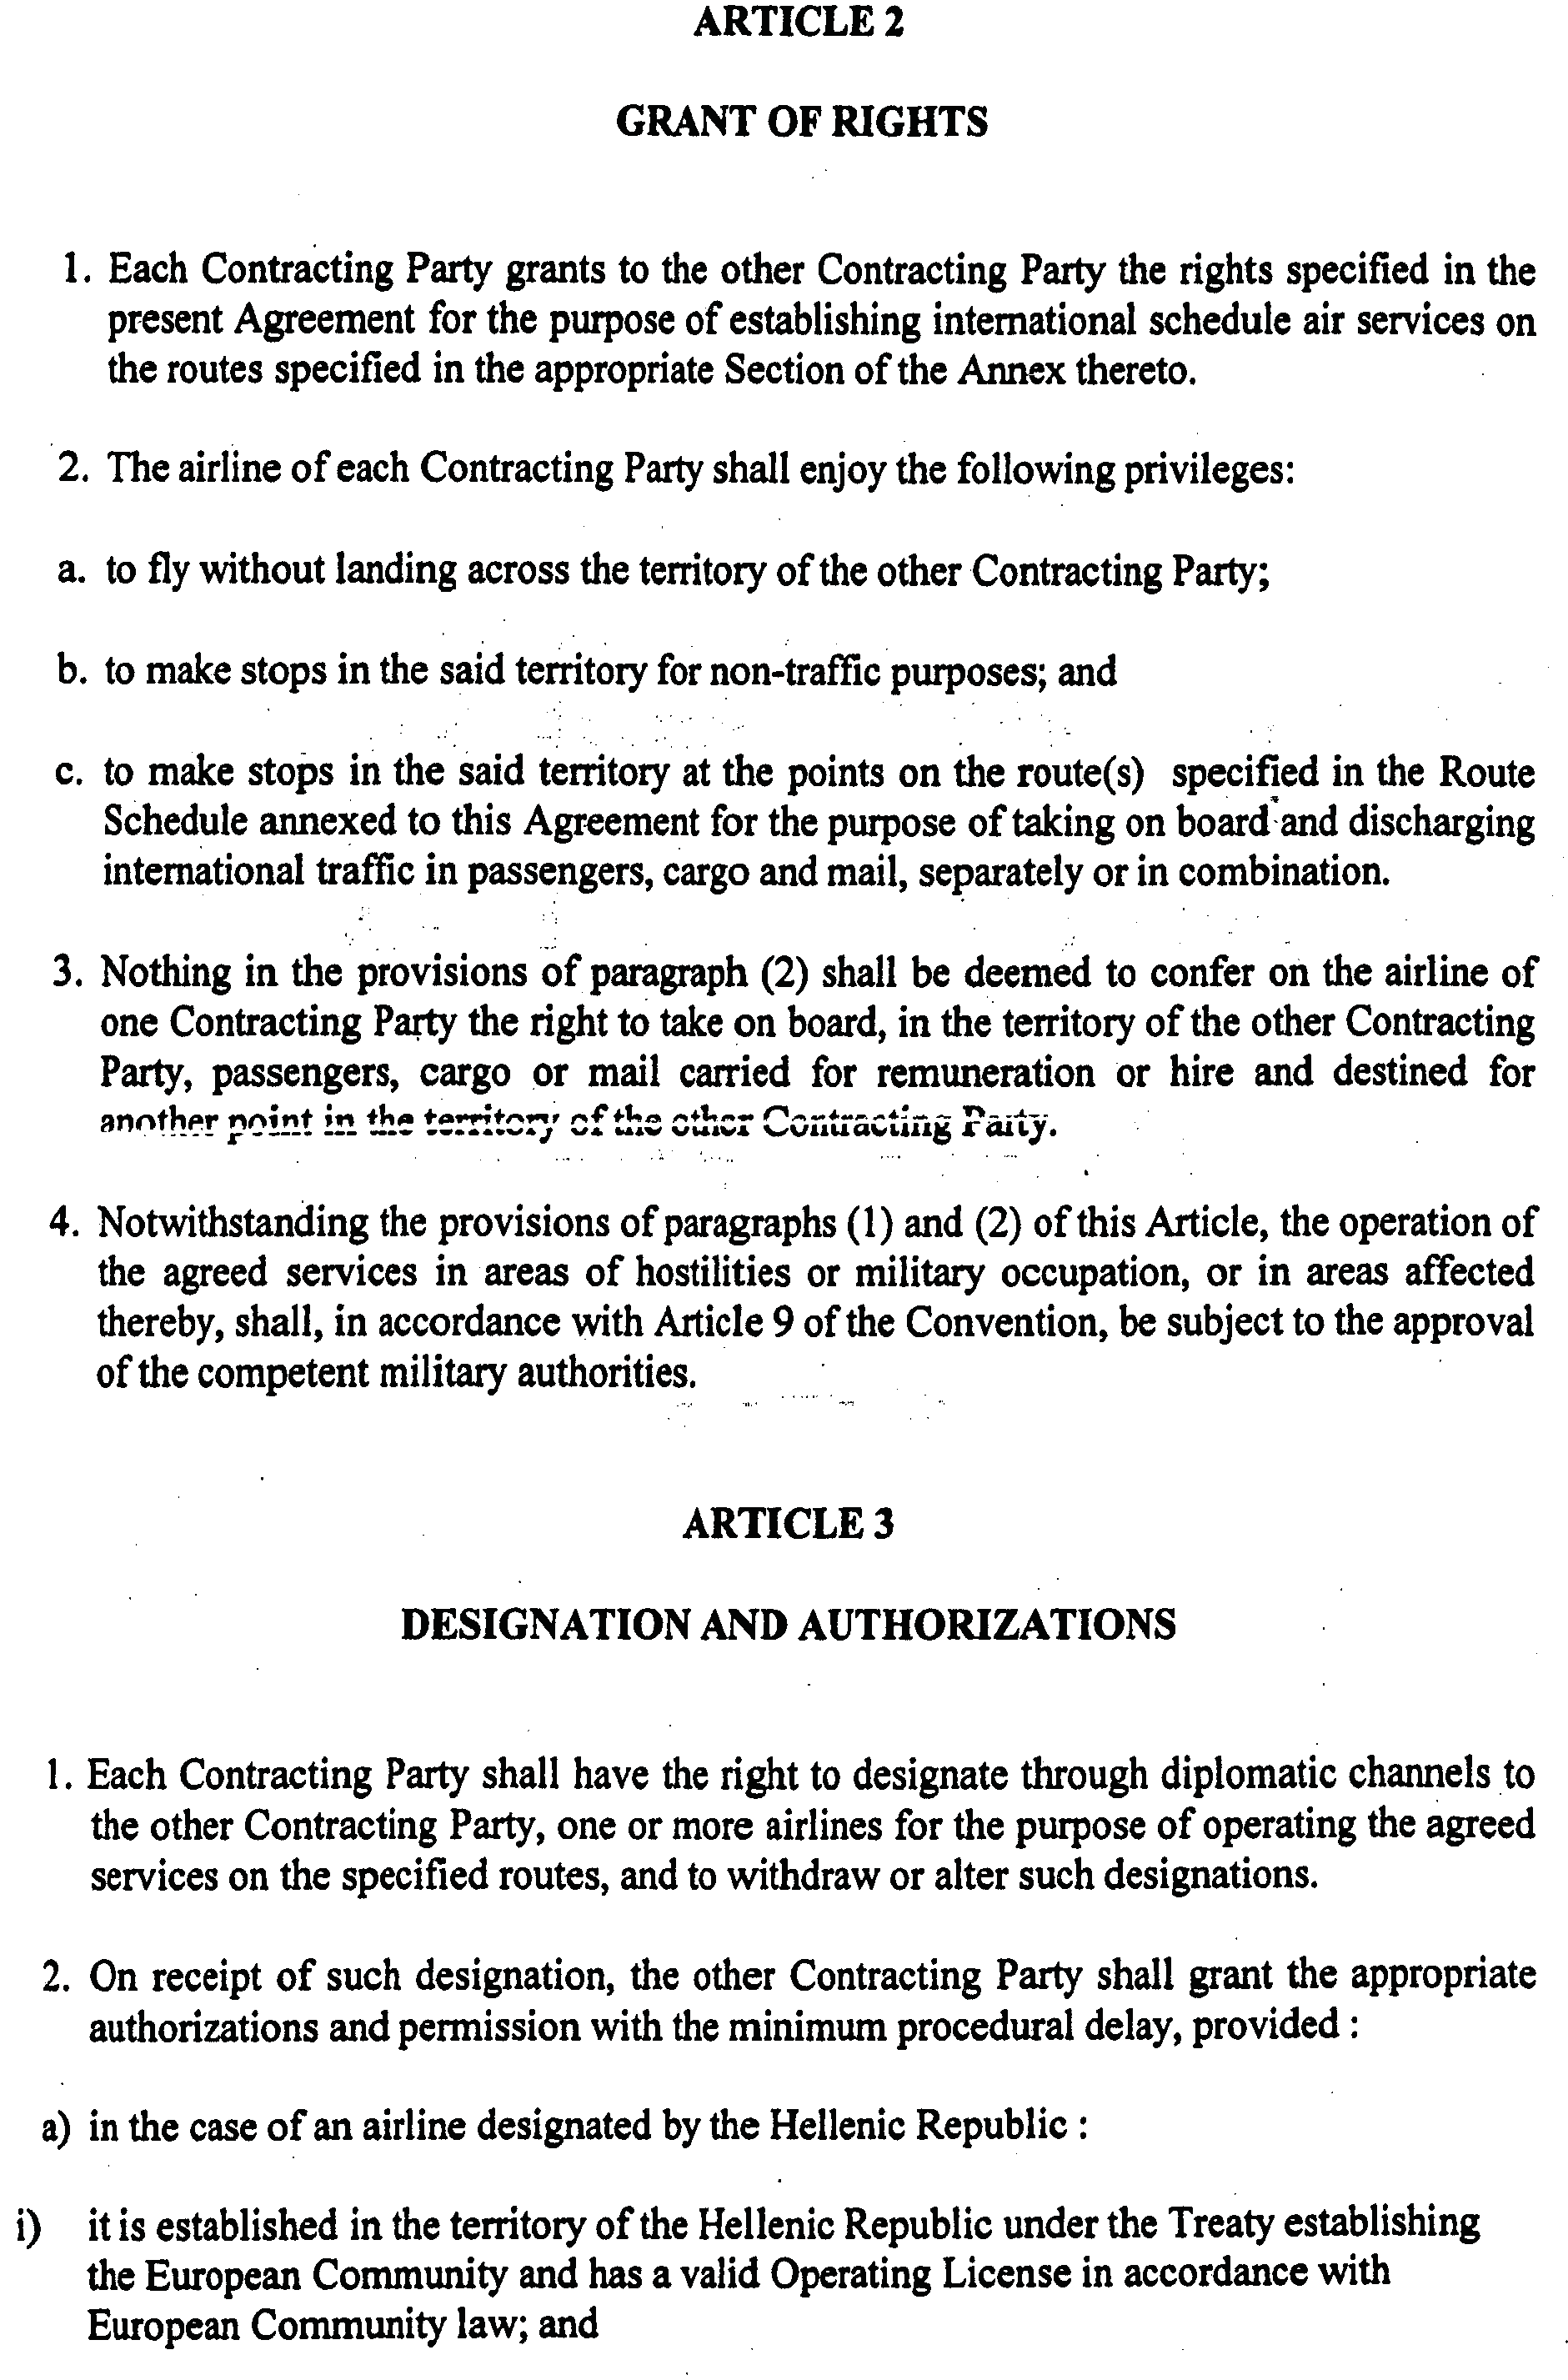 ARTICLE 2
GRANT OF RIGHTS
1. Each Contracting Party grants to the other Contracting Party the rights specified in the
present Agreement for the purpose of establishing international schedule air services on
the routes specified in the appropriate Section of the Annex thereto.
2. The airline of each Contracting Party shall enjoy the following privileges:
a. to fly without landing across the territory of the other Contracting Party;
b. to make stops in the said territory for non-traffic purposes; and
c. to make stops in the said territory at the points on the route(s) specified in the Route
Schedule annexed to this Agreement for the purpose of taking on board and discharging
international traffic in passengers, cargo and mail, separately or in combination.
3. Nothing in the provisions of paragraph (2) shall be deemed to confer on the airline of
one Contracting Party the right to take on board, in the territory of the other Contracting
Party, passengers, cargo or mail carried for remuneration or hire and destined for
another point in the territory of the other Contracting Party.
4. Notwithstanding the provisions of paragraphs (1) and (2) of this Article, the operation of
the agreed services in areas of hostilities or military occupation, or in areas affected
thereby, shall, in accordance with Article 9 of the Convention, be subject to the approval
of the competent military authorities.
ARTICLE 3
DESIGNATION AND AUTHORIZATIONS
1. Each Contracting Party shall have the right to designate through diplomatic channels to
the other Contracting Party, one or more airlines for the purpose of operating the agreed
services on the specified routes, and to withdraw or alter such designations.
2. On receipt of such designation, the other Contracting Party shall grant the appropriate
authorizations and permission with the minimum procedural delay, provided :
a) in the case of an airline designated by the Hellenic Republic :
i) it is established in the territory of the Hellenic Republic under the Treaty establishing
the European Community and has a valid Operating License in accordance with
European Community law; and